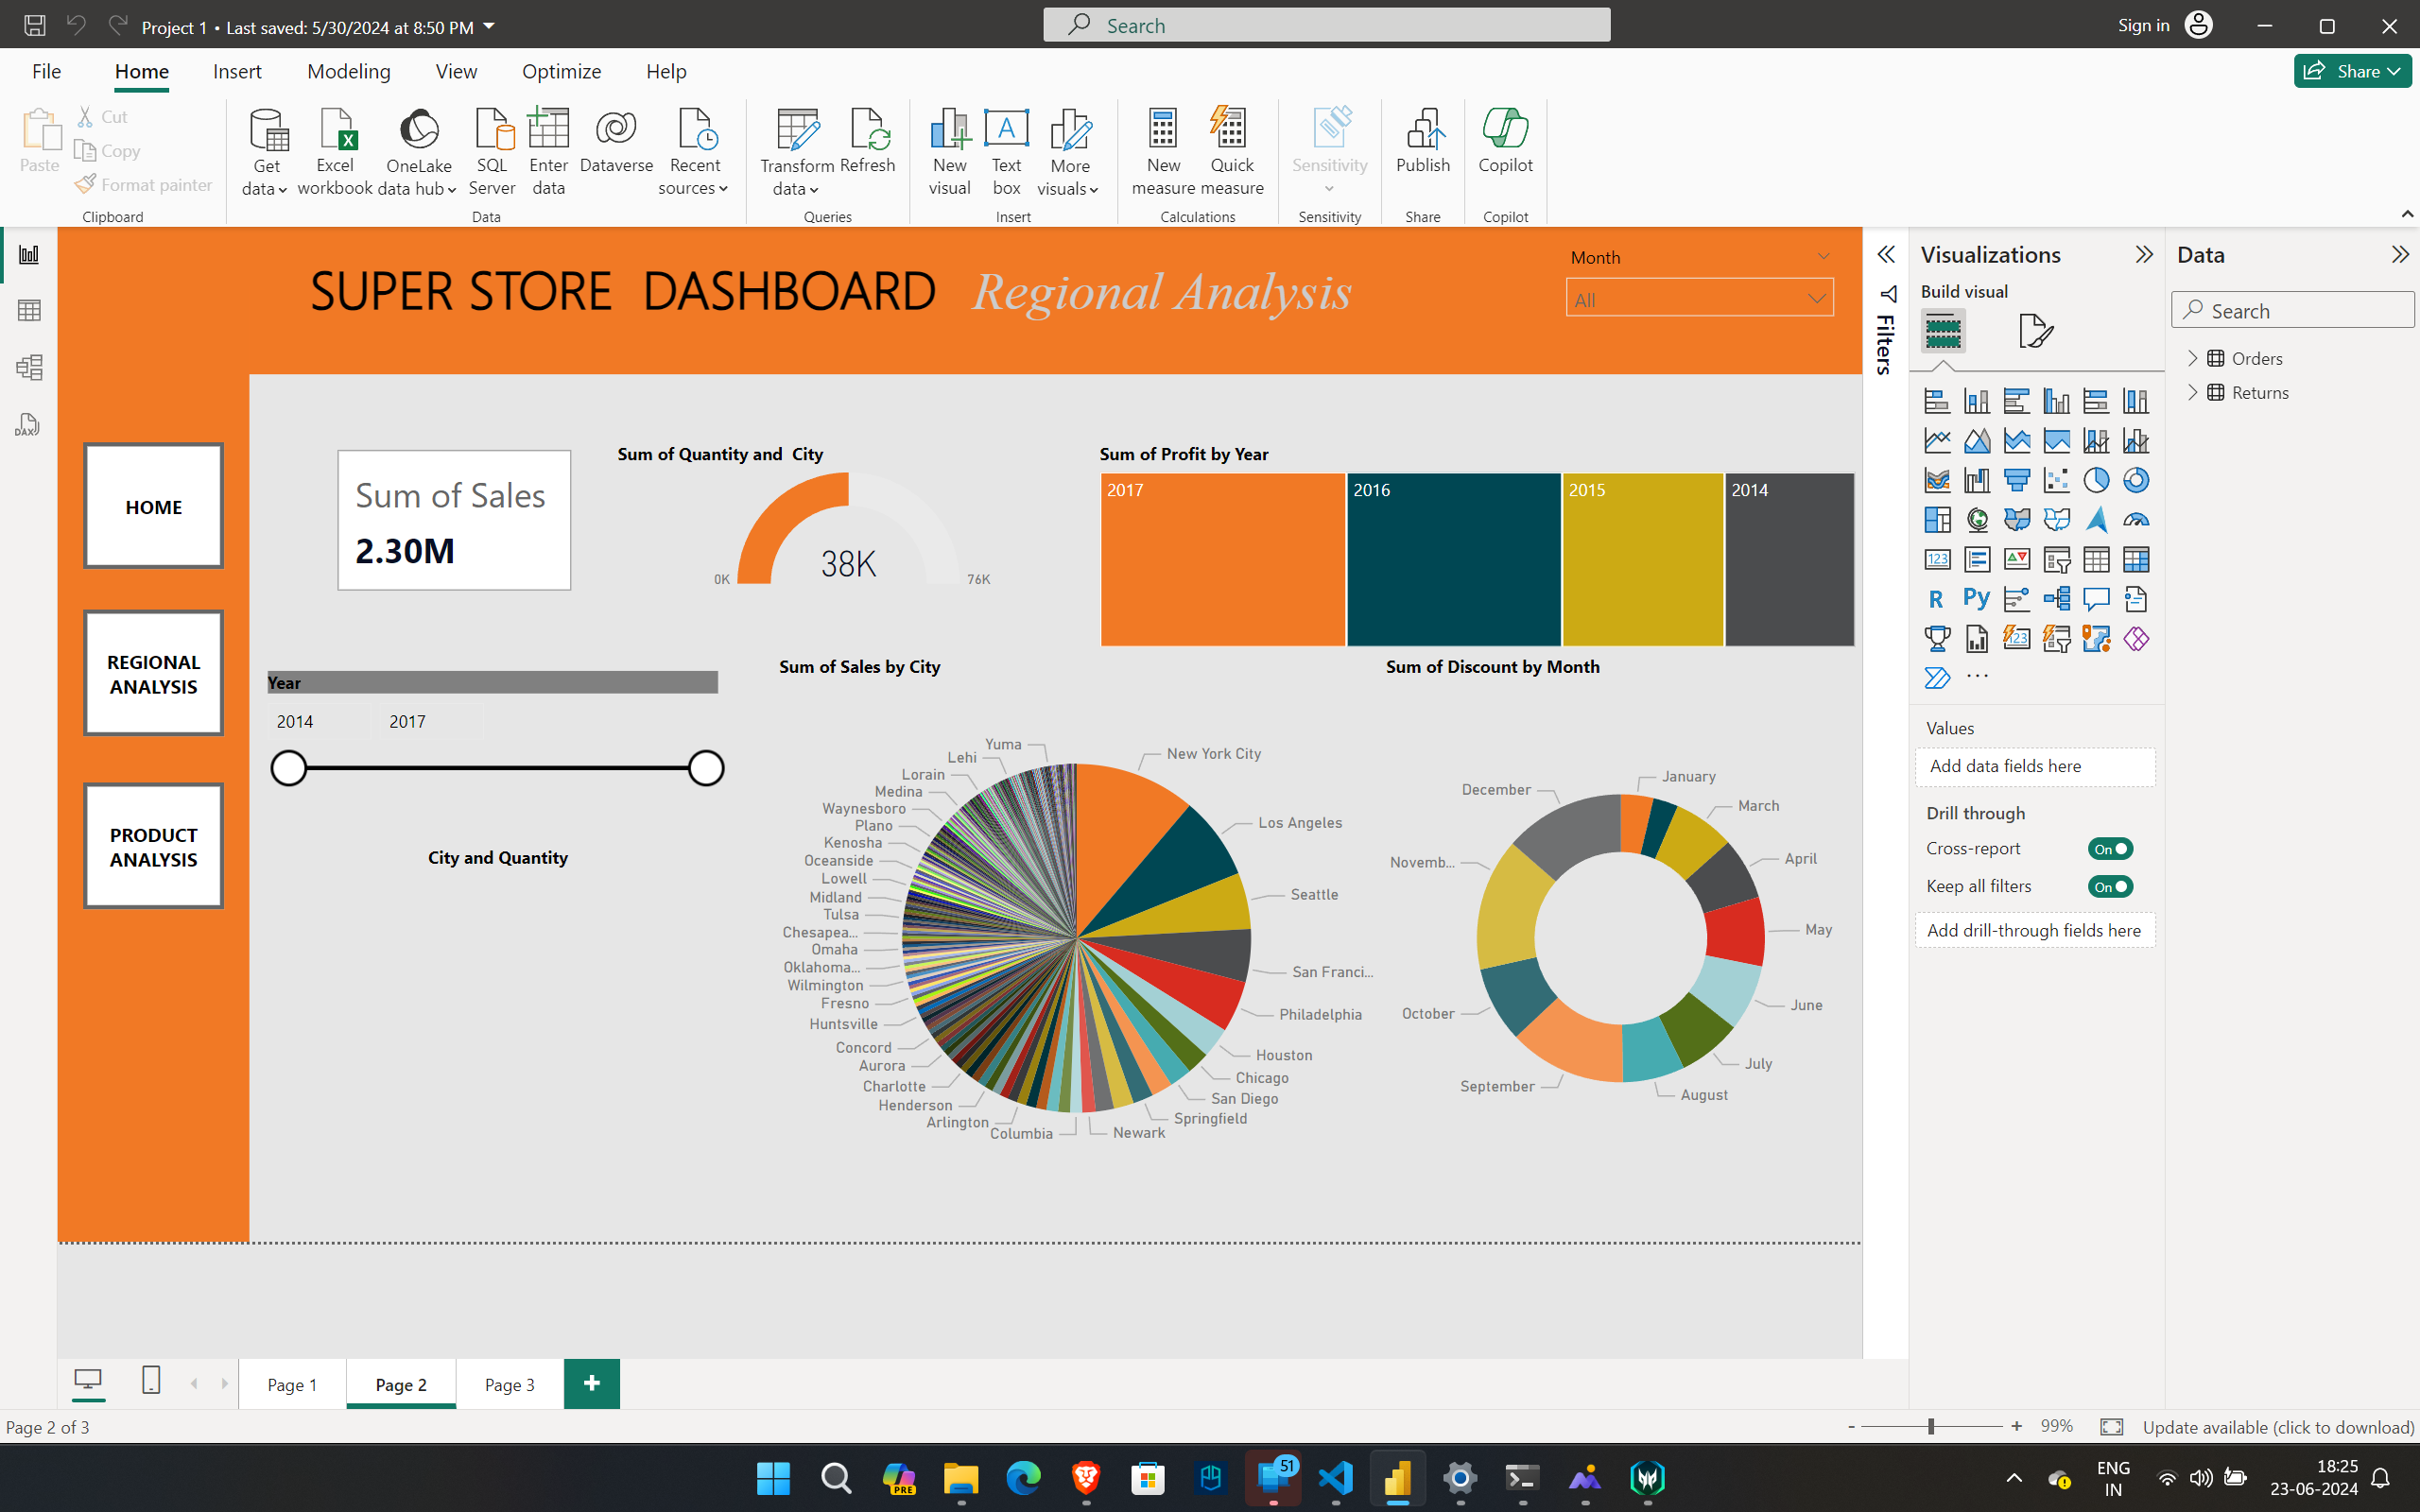 Project 1 • Last saved: 5/30/2024 at 8:50 PM
Search
Sign in
File Home Insert Modeling View Optimize Help
Share
Paste
Cut
Copy
Format painter
Clipboard
Get data
Excel workbook
OneLake data hub
SQL Server
Enter data
Dataverse
Recent sources
Data
Transform data
Refresh
Queries
New visual
Text box
More visuals
Insert
New measure
Quick measure
Calculations
Sensitivity
Sensitivity
Publish
Share
Copilot
Copilot
SUPER STORE DASHBOARD Regional Analysis
Month
All
HOME
REGIONAL
ANALYSIS
PRODUCT
ANALYSIS
Sum of Sales
2.30M
Sum of Quantity and City
38K
0K
76K
Sum of Profit by Year
2017
2016
2015
2014
Year
2014 2017
City and Quantity
Sum of Sales by City
New York City
Los Angeles
Seattle
San Franci...
Philadelphia
Houston
Chicago
San Diego
Springfield
Newark
Columbia
Arlington
Henderson
Charlotte
Aurora
Concord
Huntsville
Fresno
Wilmington
Oklahoma...
Omaha
Chesapea...
Tulsa
Midland
Lowell
Oceanside
Kenosha
Plano
Waynesboro
Medina
Lorain
Lehi
Yuma
Sum of Discount by Month
January
March
April
May
June
July
August
September
October
Novemb...
December
Filters
Visualizations
Build visual
123
R
Py
123
Values
Add data fields here
Drill through
Cross-report
On
Keep all filters
On
Add drill-through fields here
Data
Search
Orders
Returns
DAX
Page 1
Page 2
Page 3
+
Page 2 of 3
- + 99%
Update available (click to download)
PRE
51
ENG
IN
18:25
23-06-2024